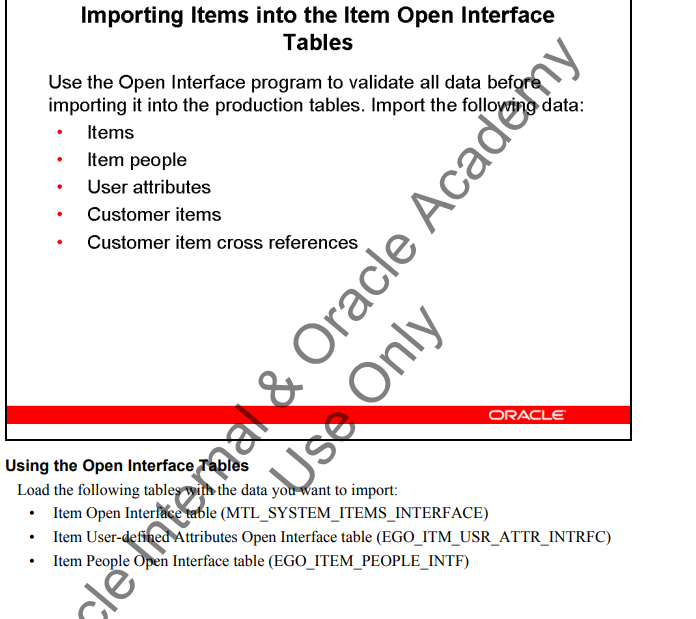 Importing Items into the Item Open Interface
Tables
Use the Open Interface program to validate all data before
importing it into the production tables. Import the following data:
• Items
• Item people
• User attributes
• Customer items
• Customer item cross references
ORACLE
Using the Open Interface Tables
Load the following tables with the data you want to import:
• Item Open Interface table (MTL_SYSTEM_ITEMS_INTERFACE)
• Item User-defined Attributes Open Interface table (EGO_ITM_USR_ATTR_INTRFC)
• Item People Open Interface table (EGO_ITEM_PEOPLE_INTF)
cle Internal & Oracle Academy
Use Only